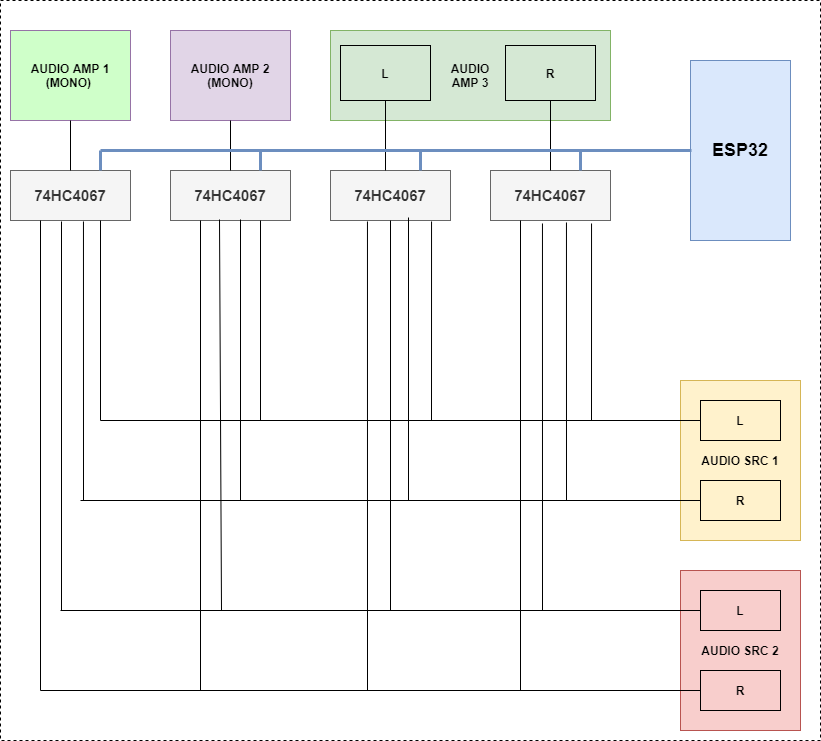 AUDIO AMP 1
(MONO)
AUDIO AMP 2
(MONO)
L
AUDIO
AMP 3
R
ESP32
74HC4067
74HC4067
74HC4067
74HC4067
L
AUDIO SRC 1
R
L
AUDIO SRC 2
R